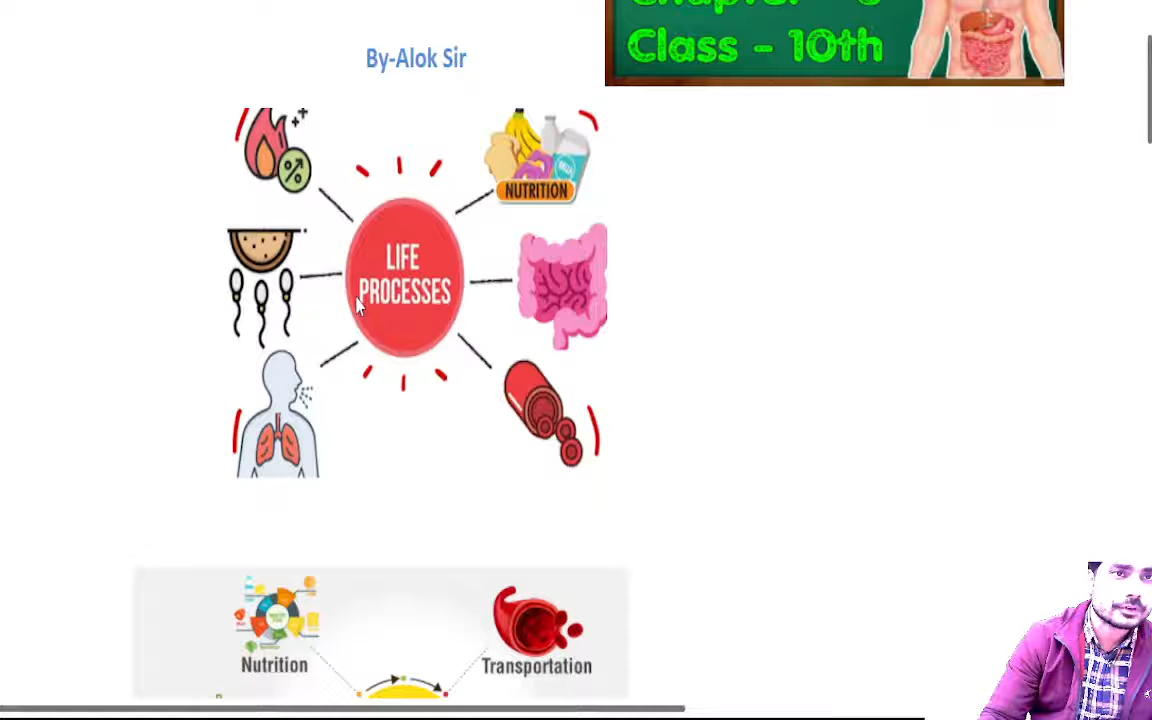 Class - 10th
By-Alok Sir
NUTRITION
LIFE
PROCESSES
Nutrition
Transportation